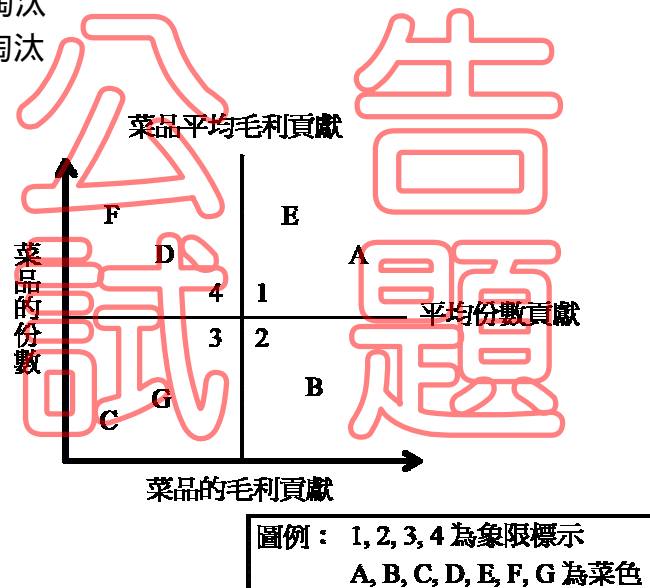 淘汰
淘汰
公告試題
菜品平均毛利貢獻
F
E
D
A
4 1
平均份數貢獻
3 2
菜品的份數
B
G
C
菜品的毛利貢獻
圖例： 1, 2, 3, 4 為象限標示
A, B, C, D, E, F, G 為菜色